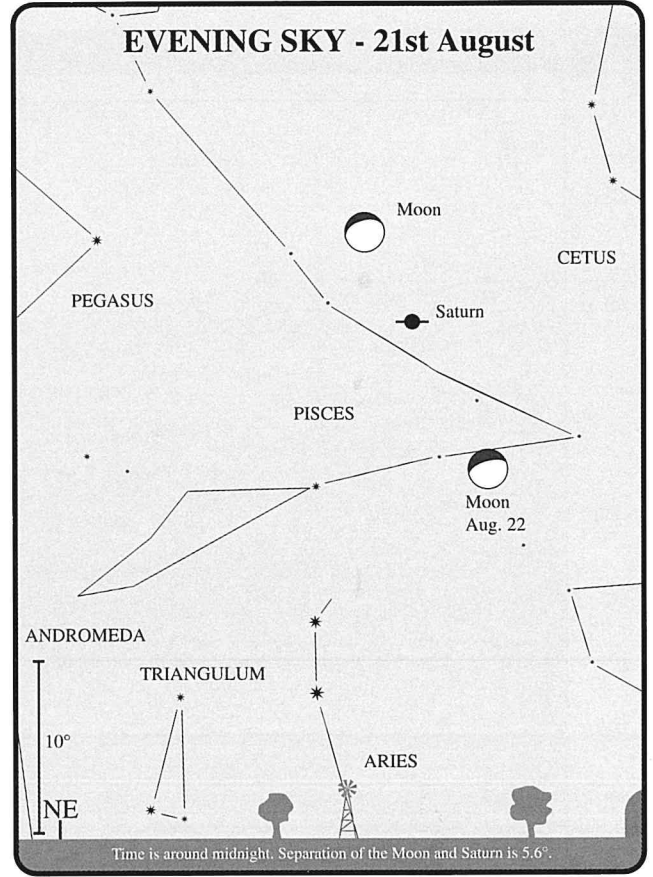 EVENING SKY - 21st August
Moon
CETUS
PEGASUS
Saturn
PISCES
Moon
Aug. 22
ANDROMEDA
TRIANGULUM
10°
ARIES
NE
Time is around midnight. Separation of the Moon and Saturn is 5.6°.